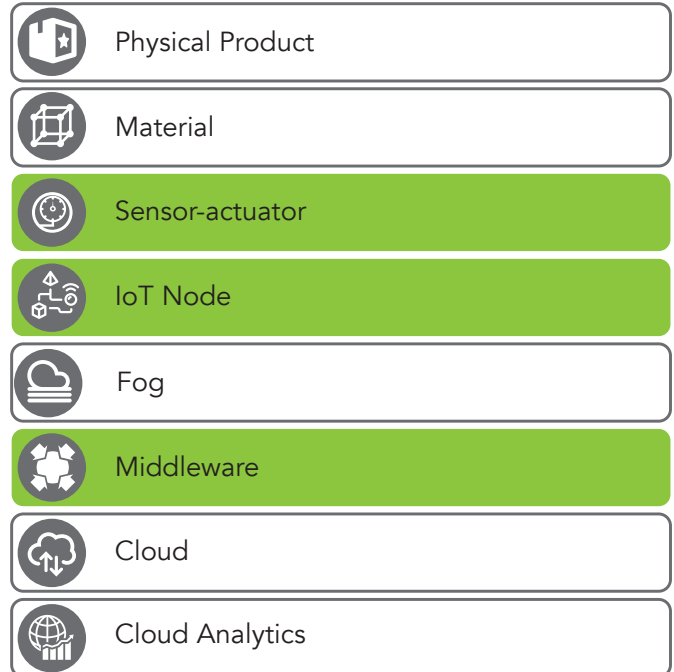 Physical Product
Material
Sensor-actuator
IoT Node
Fog
Middleware
Cloud
Cloud Analytics